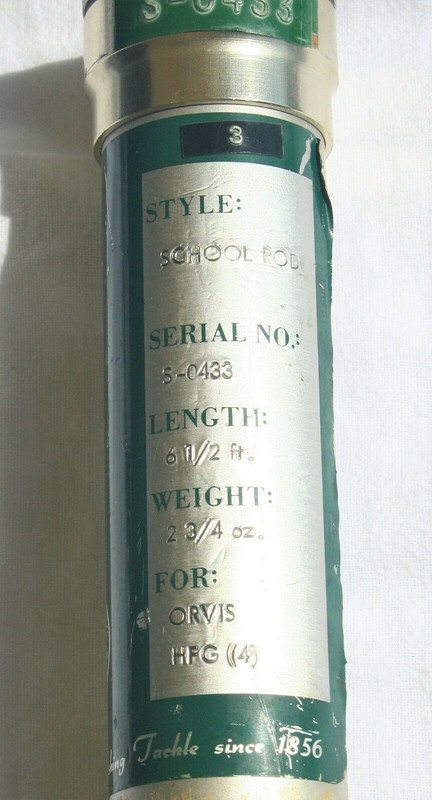 S-0433
3
STYLE:
SCHOOL ROD
SERIAL NO.:
S-0433
LENGTH:
6 1/2 ft.
WEIGHT:
2 3/4 oz.
FOR:
ORVIS
HFG ((4)
Tackle since 1856